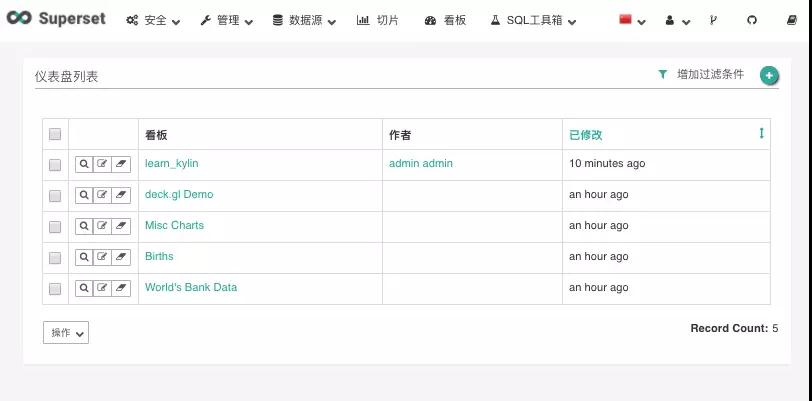 Superset 安全 管理 数据源 切片 看板 SQL工具箱
仪表盘列表 增加过滤条件
看板 作者 已修改
learn_kylin admin admin 10 minutes ago
deck.gl Demo an hour ago
Misc Charts an hour ago
Births an hour ago
World's Bank Data an hour ago
操作 Record Count: 5